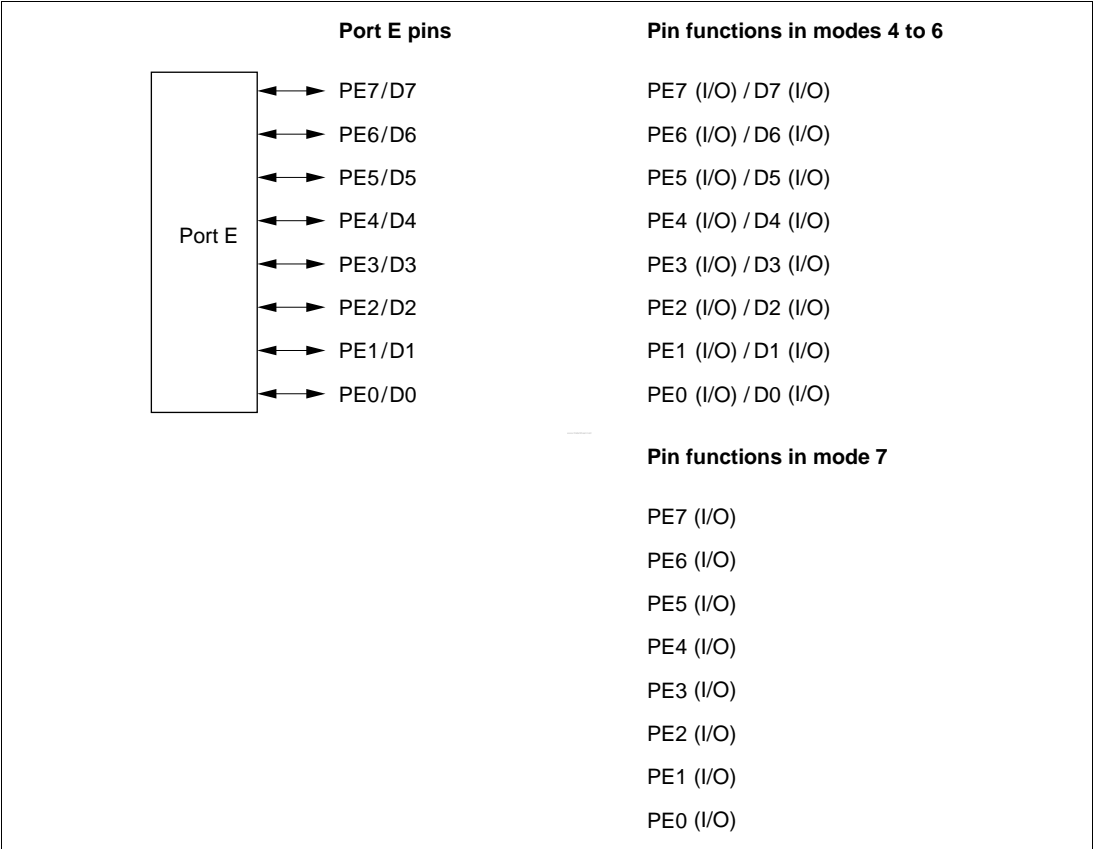 Port E pins Pin functions in modes 4 to 6
PE7/D7 PE7 (I/O) / D7 (I/O)
PE6/D6 PE6 (I/O) / D6 (I/O)
PE5/D5 PE5 (I/O) / D5 (I/O)
PE4/D4 PE4 (I/O) / D4 (I/O)
Port E
PE3/D3 PE3 (I/O) / D3 (I/O)
PE2/D2 PE2 (I/O) / D2 (I/O)
PE1/D1 PE1 (I/O) / D1 (I/O)
PE0/D0 PE0 (I/O) / D0 (I/O)
Pin functions in mode 7
PE7 (I/O)
PE6 (I/O)
PE5 (I/O)
PE4 (I/O)
PE3 (I/O)
PE2 (I/O)
PE1 (I/O)
PE0 (I/O)